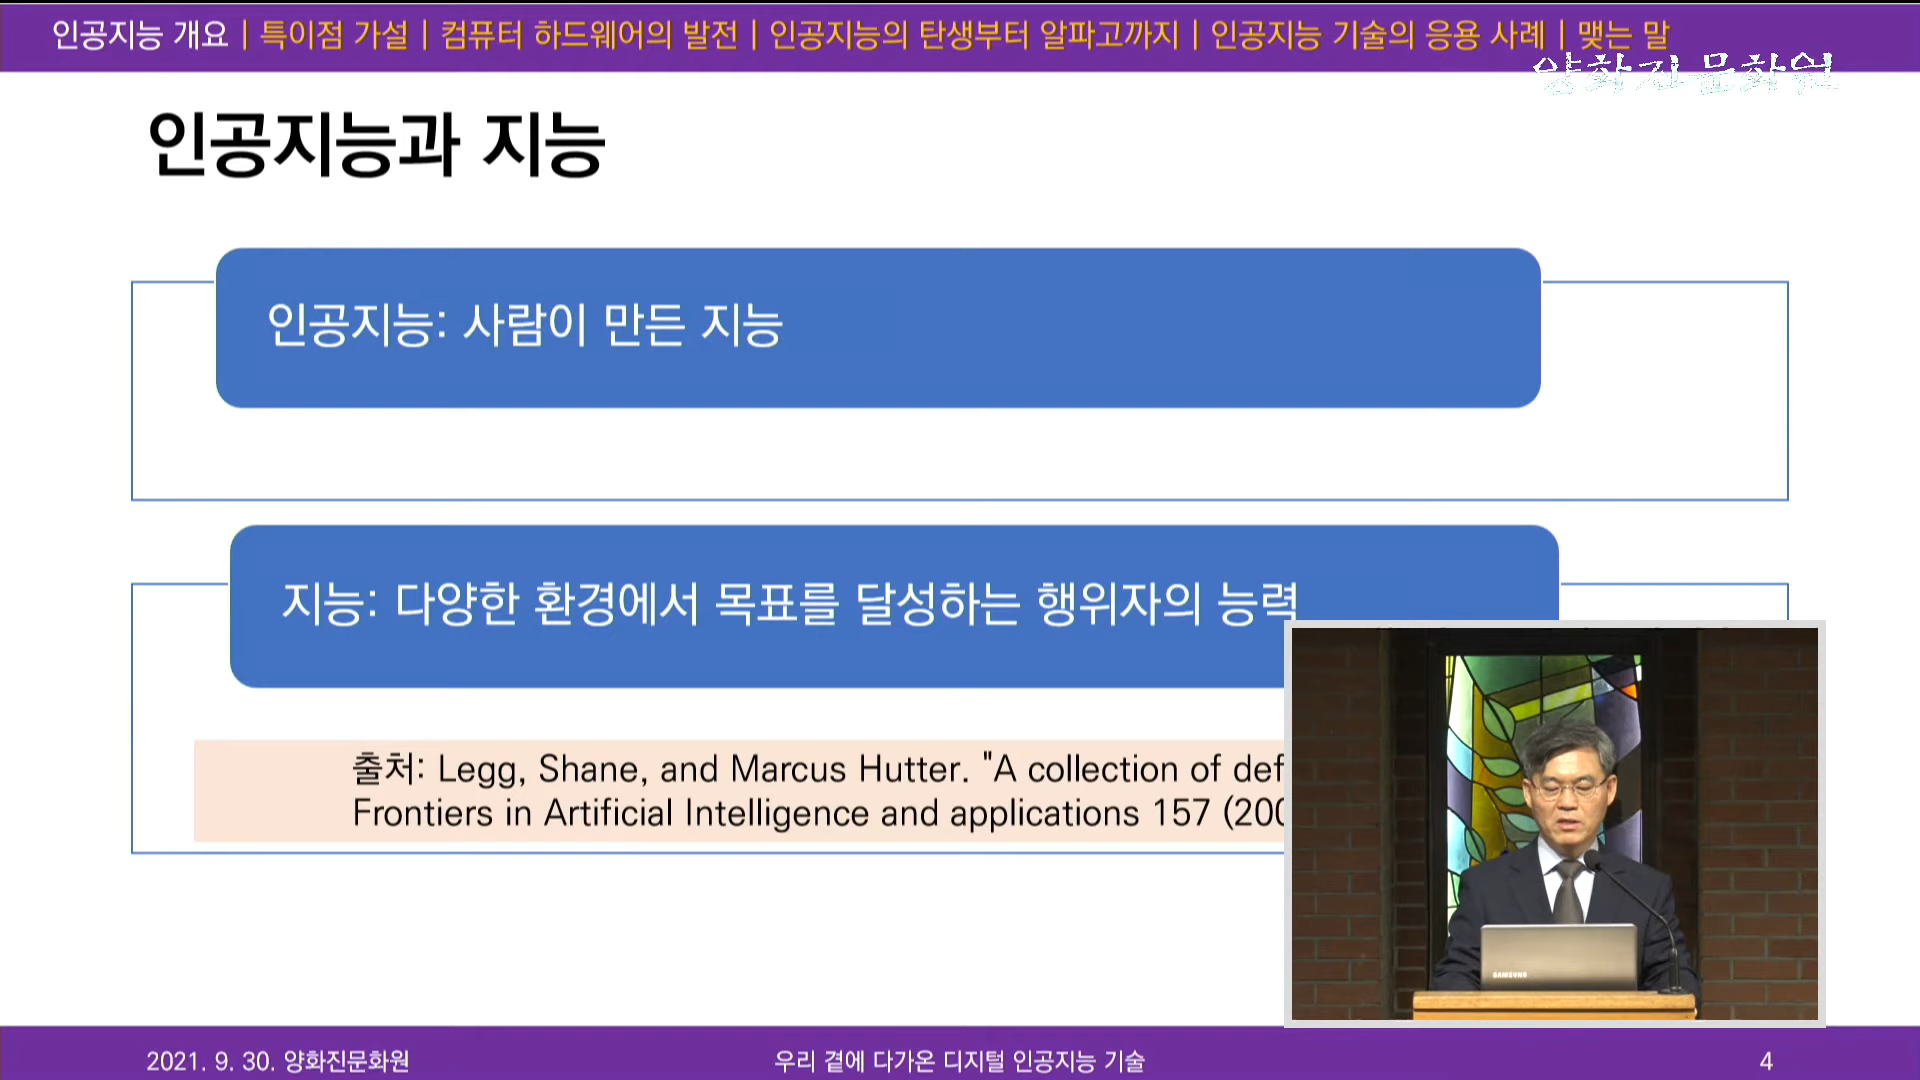 인공지능 개요 | 특이점 가설 | 컴퓨터 하드웨어의 발전 | 인공지능의 탄생부터 알파고까지 | 인공지능 기술의 응용 사례 | 맺는 말
양화진문화원
인공지능과 지능
인공지능: 사람이 만든 지능
지능: 다양한 환경에서 목표를 달성하는 행위자의 능력
출처: Legg, Shane, and Marcus Hutter. "A collection of def
Frontiers in Artificial Intelligence and applications 157 (200
SAMSUNG
2021. 9. 30. 양화진문화원
우리 곁에 다가온 디지털 인공지능 기술
4